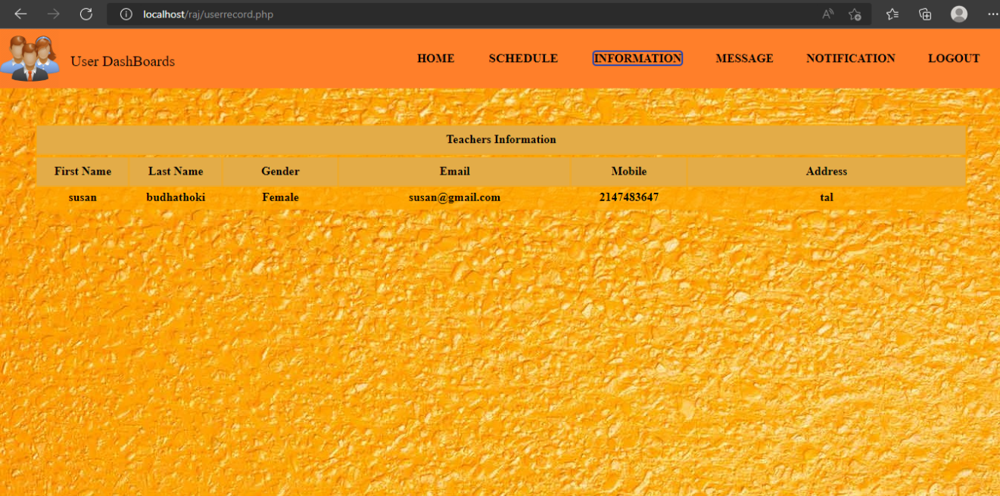 localhost/raj/userrecord.php
User DashBoards HOME SCHEDULE INFORMATION MESSAGE NOTIFICATION LOGOUT
Teachers Information
First Name Last Name Gender Email Mobile Address
susan budhathoki Female susan@gmail.com 2147483647 tal